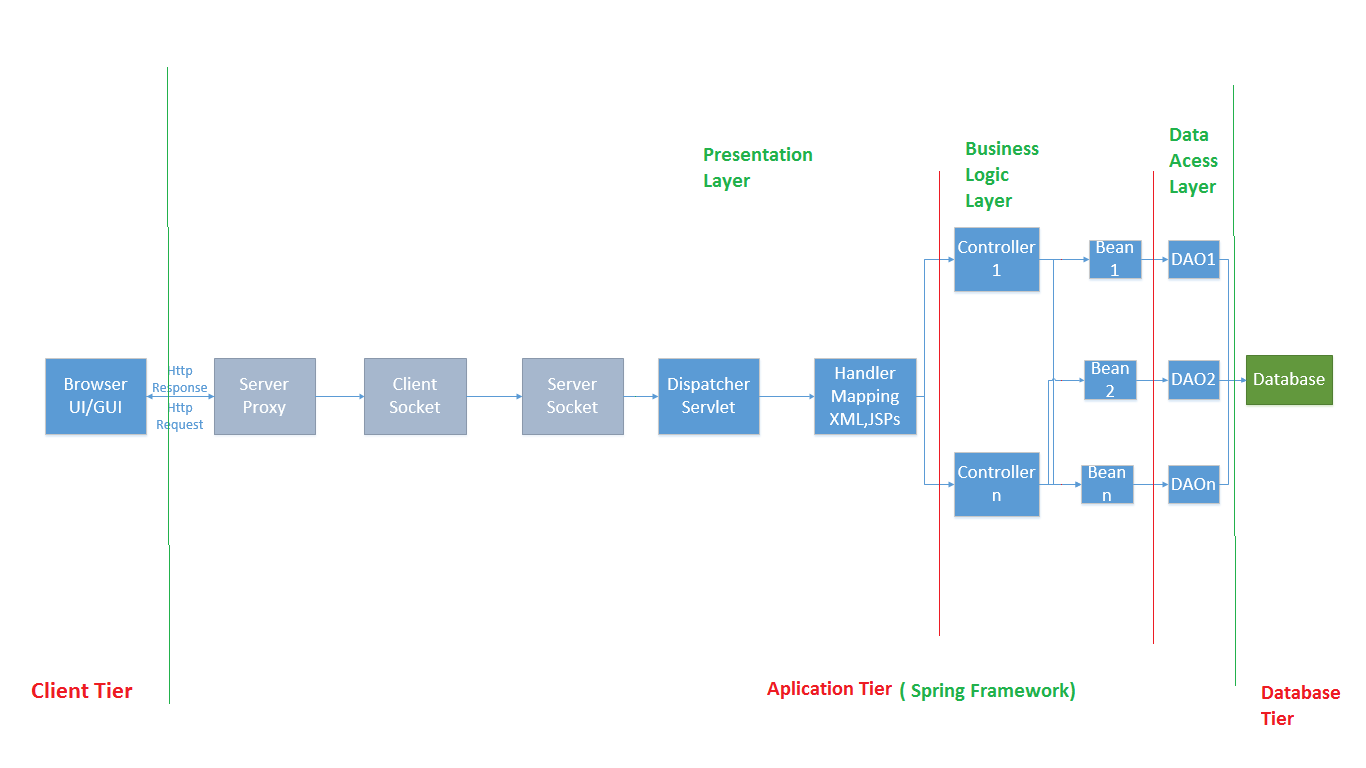 Presentation
Layer
Business
Logic
Layer
Data
Acess
Layer
Controller
1
Bean
1
DAO1
Browser
UI/GUI
Http
Response
Http
Request
Server
Proxy
Client
Socket
Server
Socket
Dispatcher
Servlet
Handler
Mapping
XML,JSPs
Bean
2
DAO2
Database
Controller
n
Bean
n
DAOn
Client Tier
Aplication Tier ( Spring Framework)
Database
Tier